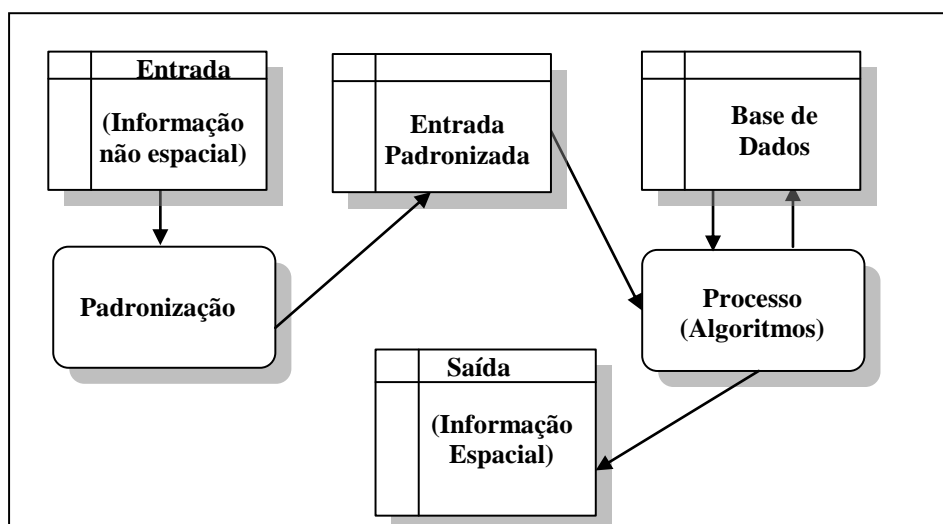 Entrada
(Informação
não espacial)
Entrada
Padronizada
Base de
Dados
Padronização
Processo
(Algoritmos)
Saída
(Informação
Espacial)